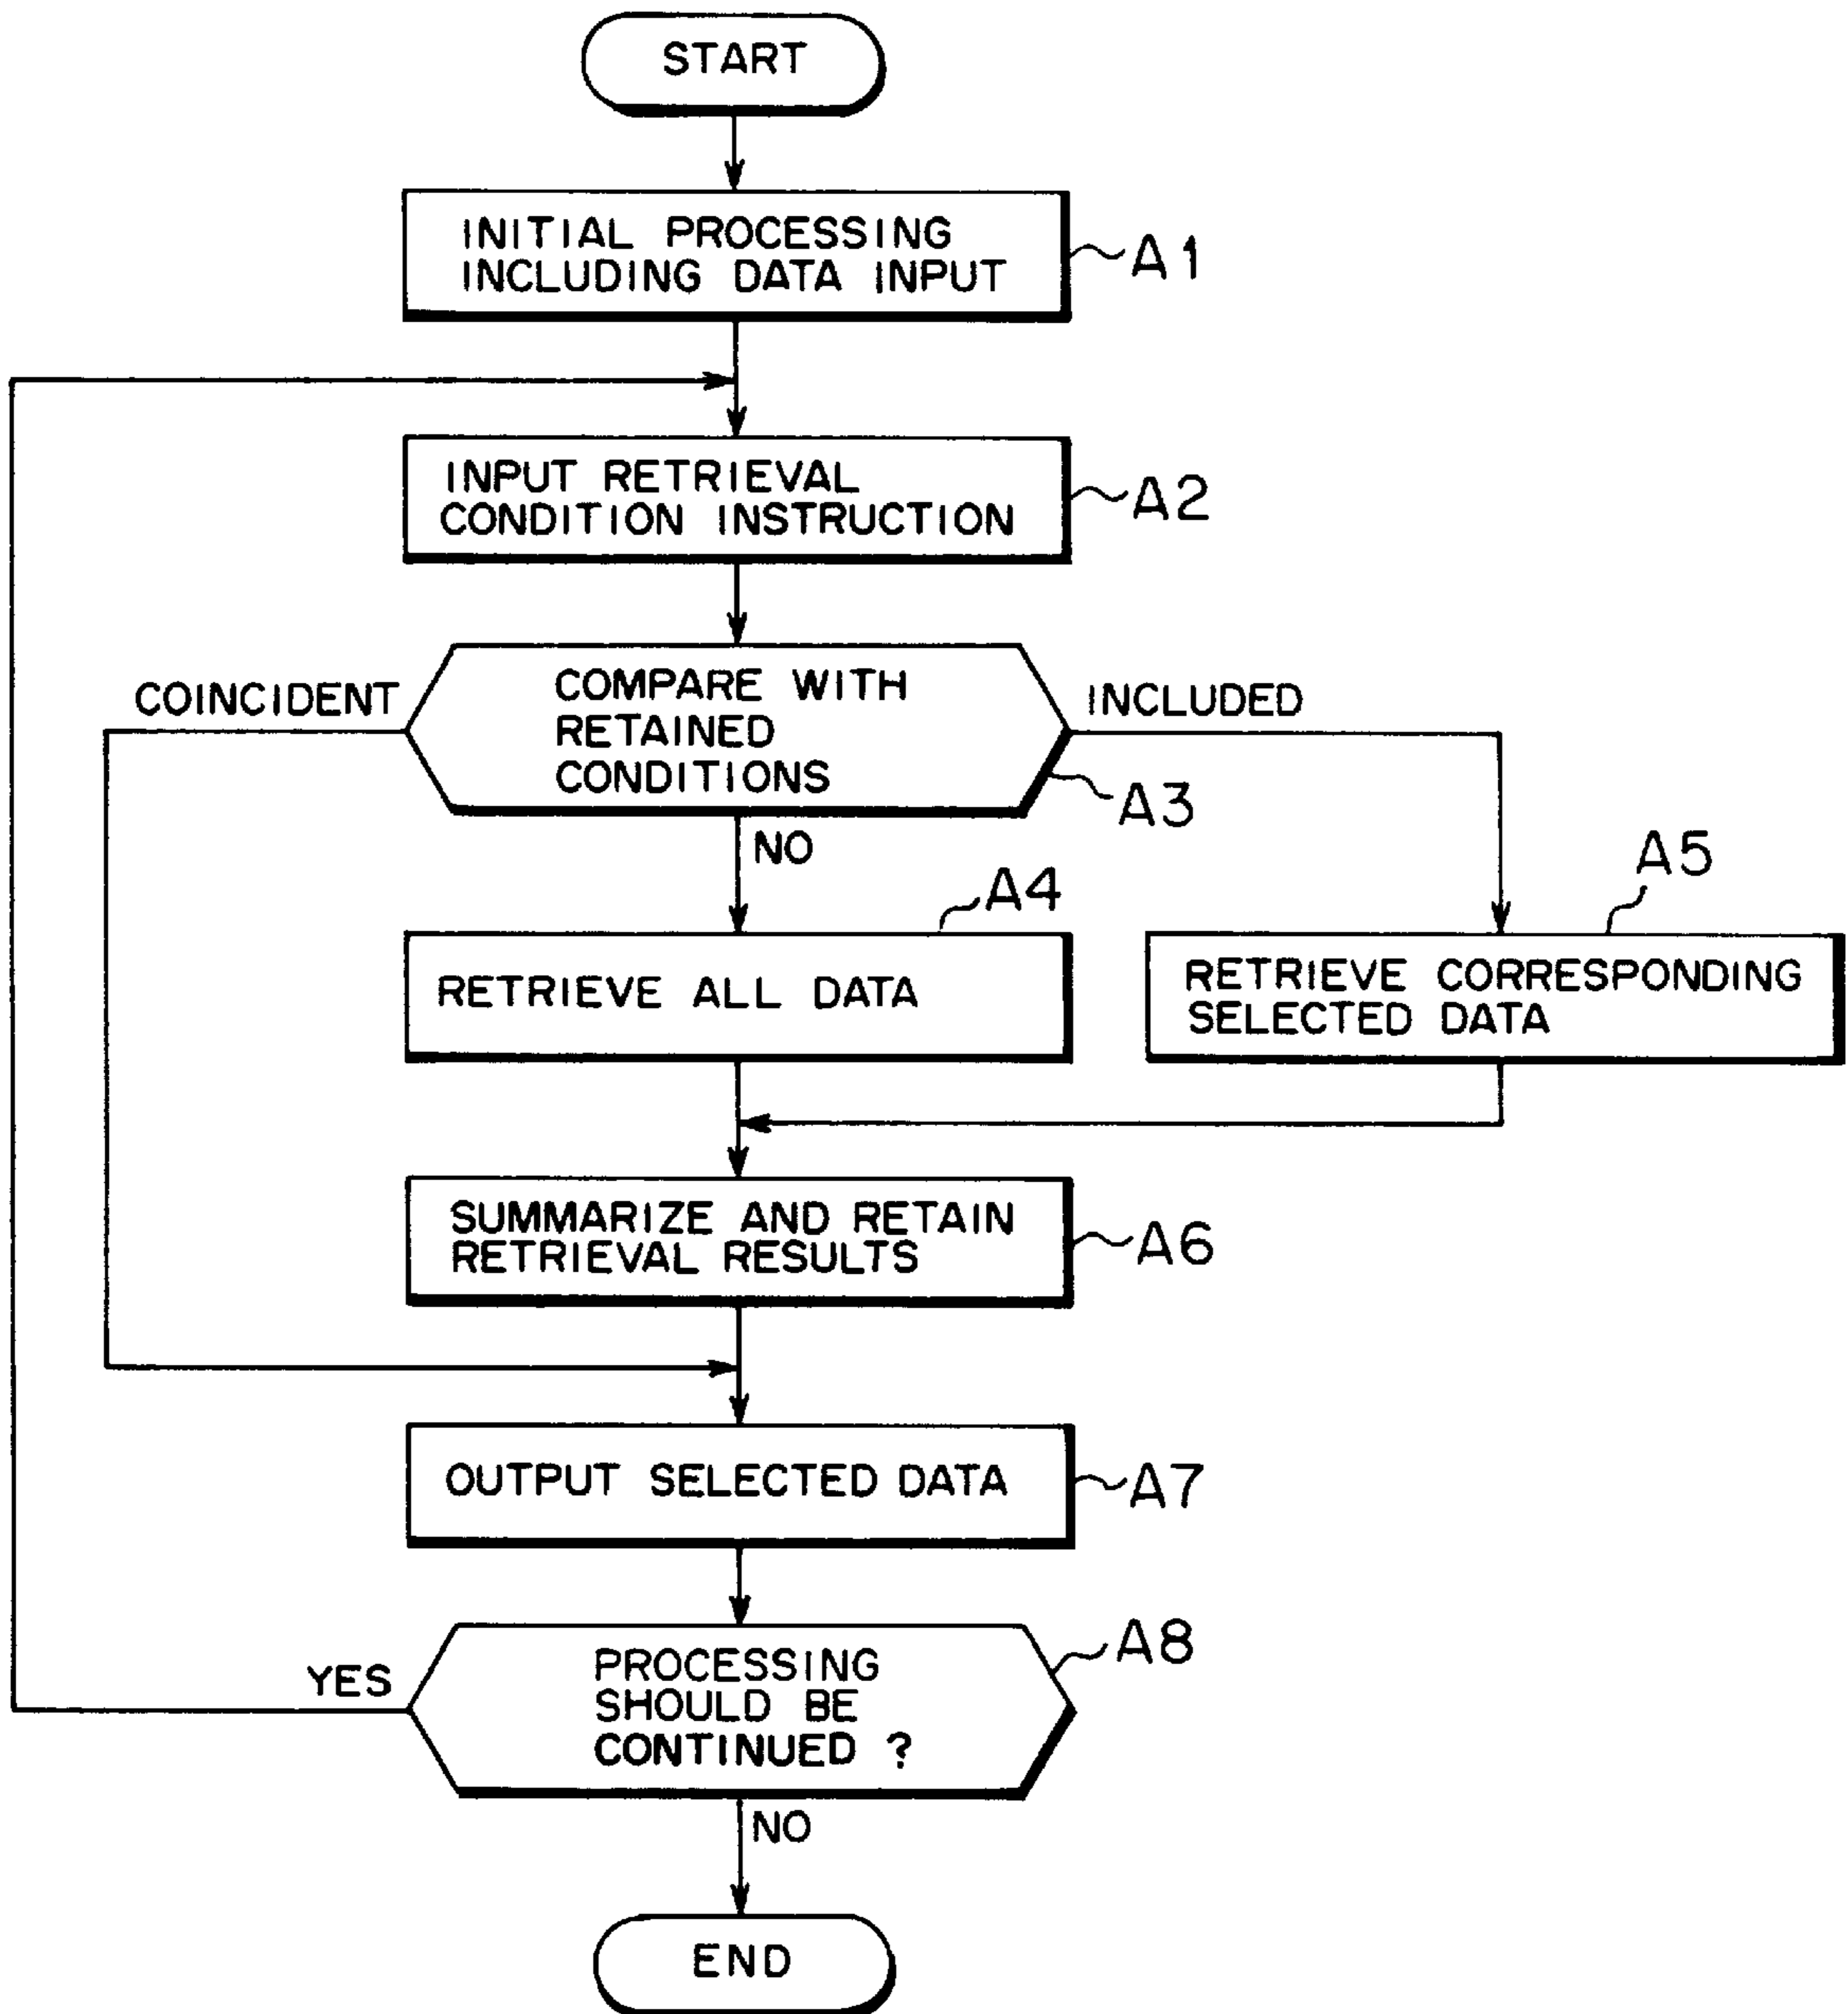 START
INITIAL PROCESSING
INCLUDING DATA INPUT
A1
INPUT RETRIEVAL
CONDITION INSTRUCTION
A2
COINCIDENT
COMPARE WITH
RETAINED
CONDITIONS
INCLUDED
A3
NO
A4
A5
RETRIEVE ALL DATA
RETRIEVE CORRESPONDING
SELECTED DATA
SUMMARIZE AND RETAIN
RETRIEVAL RESULTS
A6
OUTPUT SELECTED DATA
A7
YES
PROCESSING
SHOULD BE
CONTINUED ?
A8
NO
END